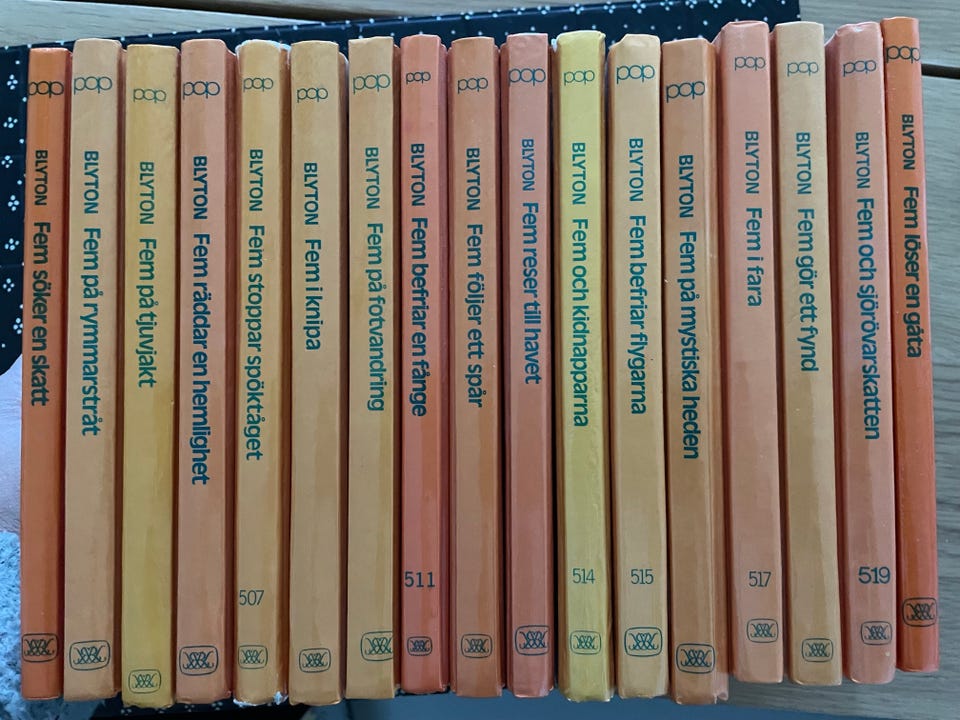 pop BLYTON Fem söker en skatt
pop BLYTON Fem på rymmarstråt
pop BLYTON Fem på tjuvjakt
pop BLYTON Fem räddar en hemlighet
pop BLYTON Fem stoppar spöktåget 507
pop BLYTON Fem i knipa
pop BLYTON Fem på fotvandring
pop BLYTON Fem befriar en fånge 511
pop BLYTON Fem följer ett spår
pop BLYTON Fem reser till havet
pop BLYTON Fem och kidnapparna 514
pop BLYTON Fem befriar flygarna 515
pop BLYTON Fem på mystiska heden
pop BLYTON Fem i fara 517
pop BLYTON Fem gör ett fynd
pop BLYTON Fem och sjörövarskatten 519
pop BLYTON Fem löser en gåta